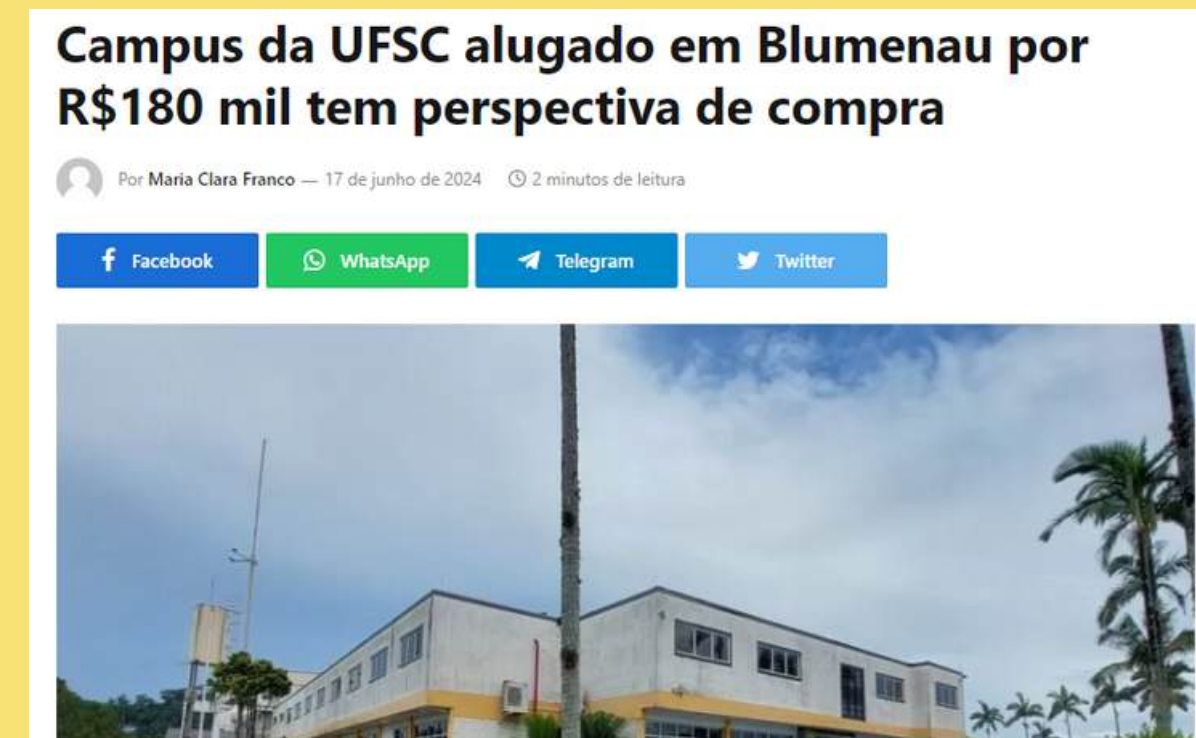 Campus da UFSC alugado em Blumenau por
R$180 mil tem perspectiva de compra
Por Maria Clara Franco — 17 de junho de 2024 2 minutos de leitura
Facebook WhatsApp Telegram Twitter